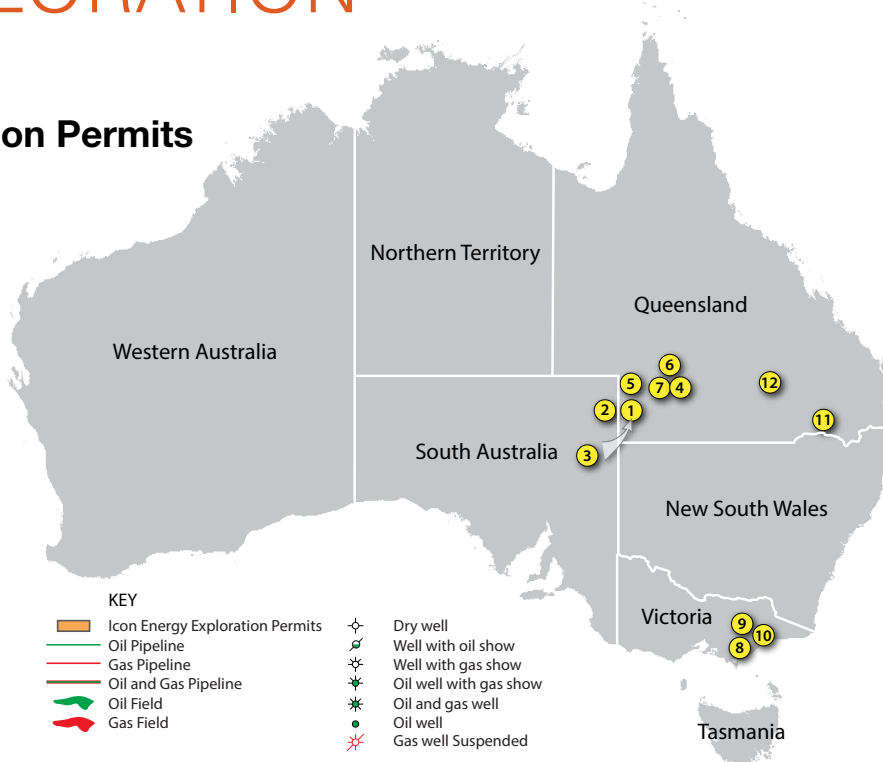 LORATION
on Permits
Northern Territory
Queensland
Western Australia
6
5
7
4
12
2
1
11
South Australia
3
New South Wales
Victoria
9
10
8
Tasmania
KEY
Icon Energy Exploration Permits
Oil Pipeline
Gas Pipeline
Oil and Gas Pipeline
Oil Field
Gas Field
Dry well
Well with oil show
Well with gas show
Oil well with gas show
Oil and gas well
Oil well
Gas well Suspended